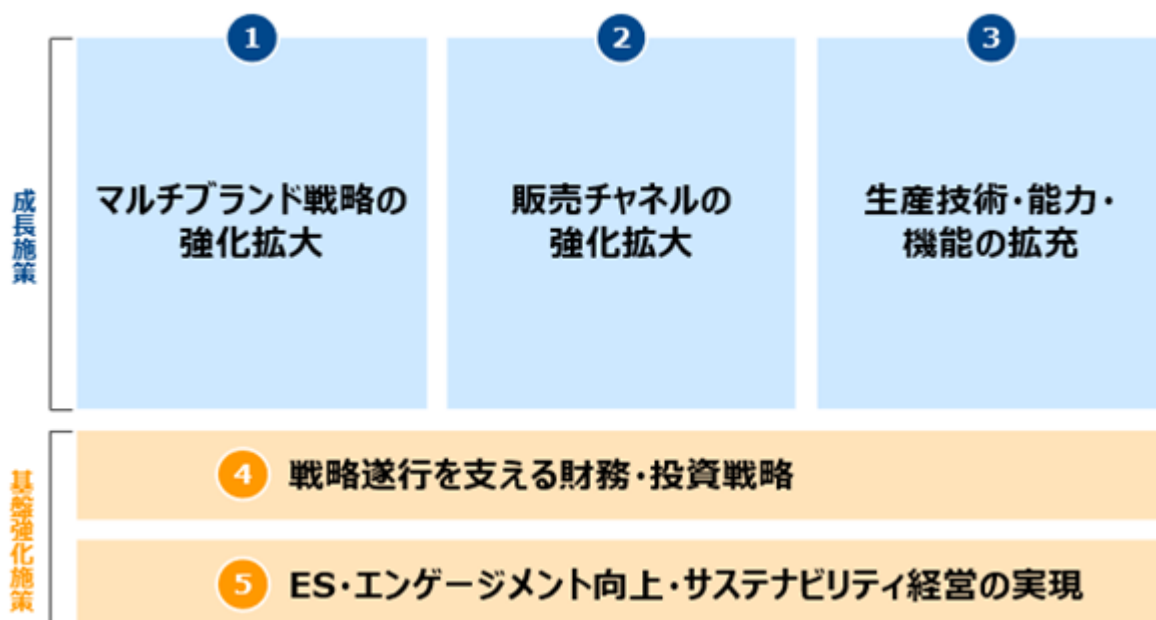 1
2
3
成長施策
マルチブランド戦略の
強化拡大
販売チャネルの
強化拡大
生産技術・能力・
機能の拡充
基盤強化施策
4 戦略遂行を支える財務・投資戦略
5 ES・エンゲージメント向上・サステナビリティ経営の実現